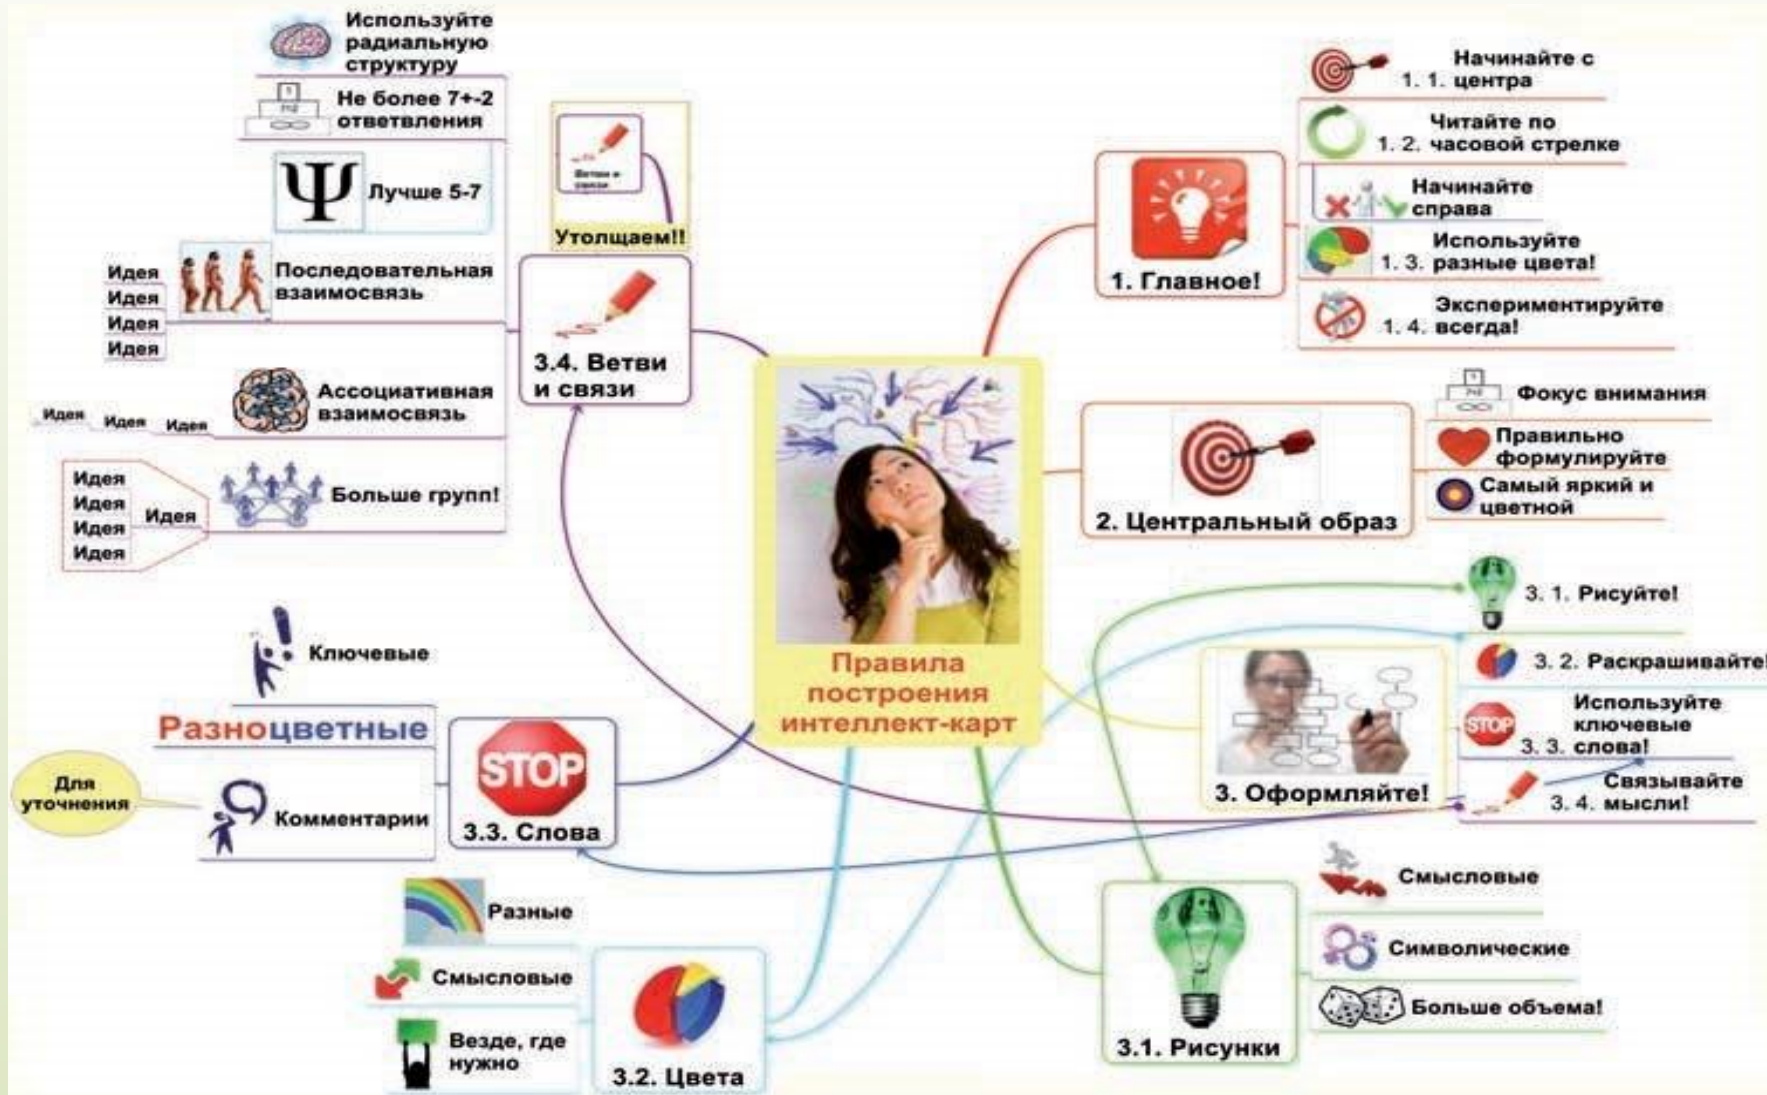 Правила
построения
интеллект-карт
1. Главное!
Начинайте с
1. 1. центра
Читайте по
1. 2. часовой стрелке
Начинайте
справа
Используйте
1. 3. разные цвета!
Экспериментируйте
1. 4. всегда!
2. Центральный образ
Фокус внимания
Правильно
формулируйте
Самый яркий и
цветной
3. Оформляйте!
3. 1. Рисуйте!
3. 2. Раскрашивайте!
Используйте
ключевые
STOP
3. 3. слова!
Связывайте
3. 4. мысли!
3.1. Рисунки
Смысловые
Символические
Больше объема!
3.2. Цвета
Разные
Смысловые
Везде, где
нужно
STOP
3.3. Слова
Ключевые
Разноцветные
Комментарии
Для
уточнения
3.4. Ветви
и связи
Ветви и
связи
Утолщаем!!
Используйте
радиальную
структуру
Не более 7+-2
ответвления
Ψ
Лучше 5-7
Последовательная
взаимосвязь
Идея
Идея
Идея
Идея
Ассоциативная
взаимосвязь
Идея
Идея
Идея
Больше групп!
Идея
Идея
Идея
Идея
Идея